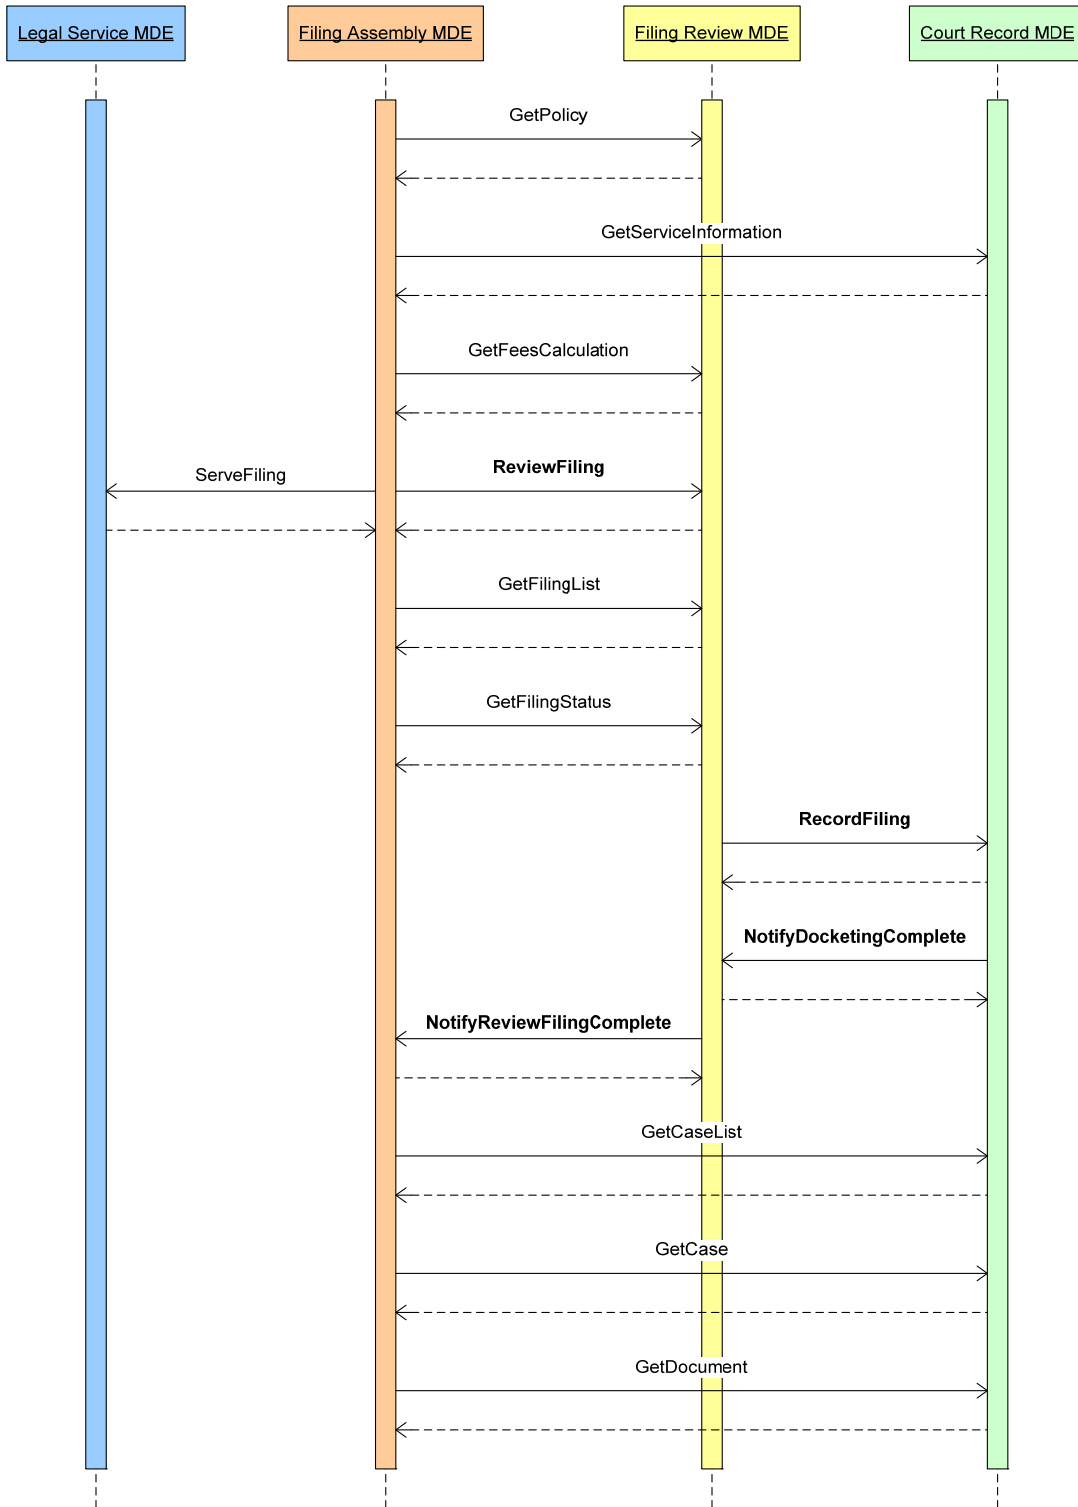 Legal Service MDE
Filing Assembly MDE
Filing Review MDE
Court Record MDE
GetPolicy
GetServiceInformation
GetFeesCalculation
ServeFiling
ReviewFiling
GetFilingList
GetFilingStatus
RecordFiling
NotifyDocketingComplete
NotifyReviewFilingComplete
GetCaseList
GetCase
GetDocument